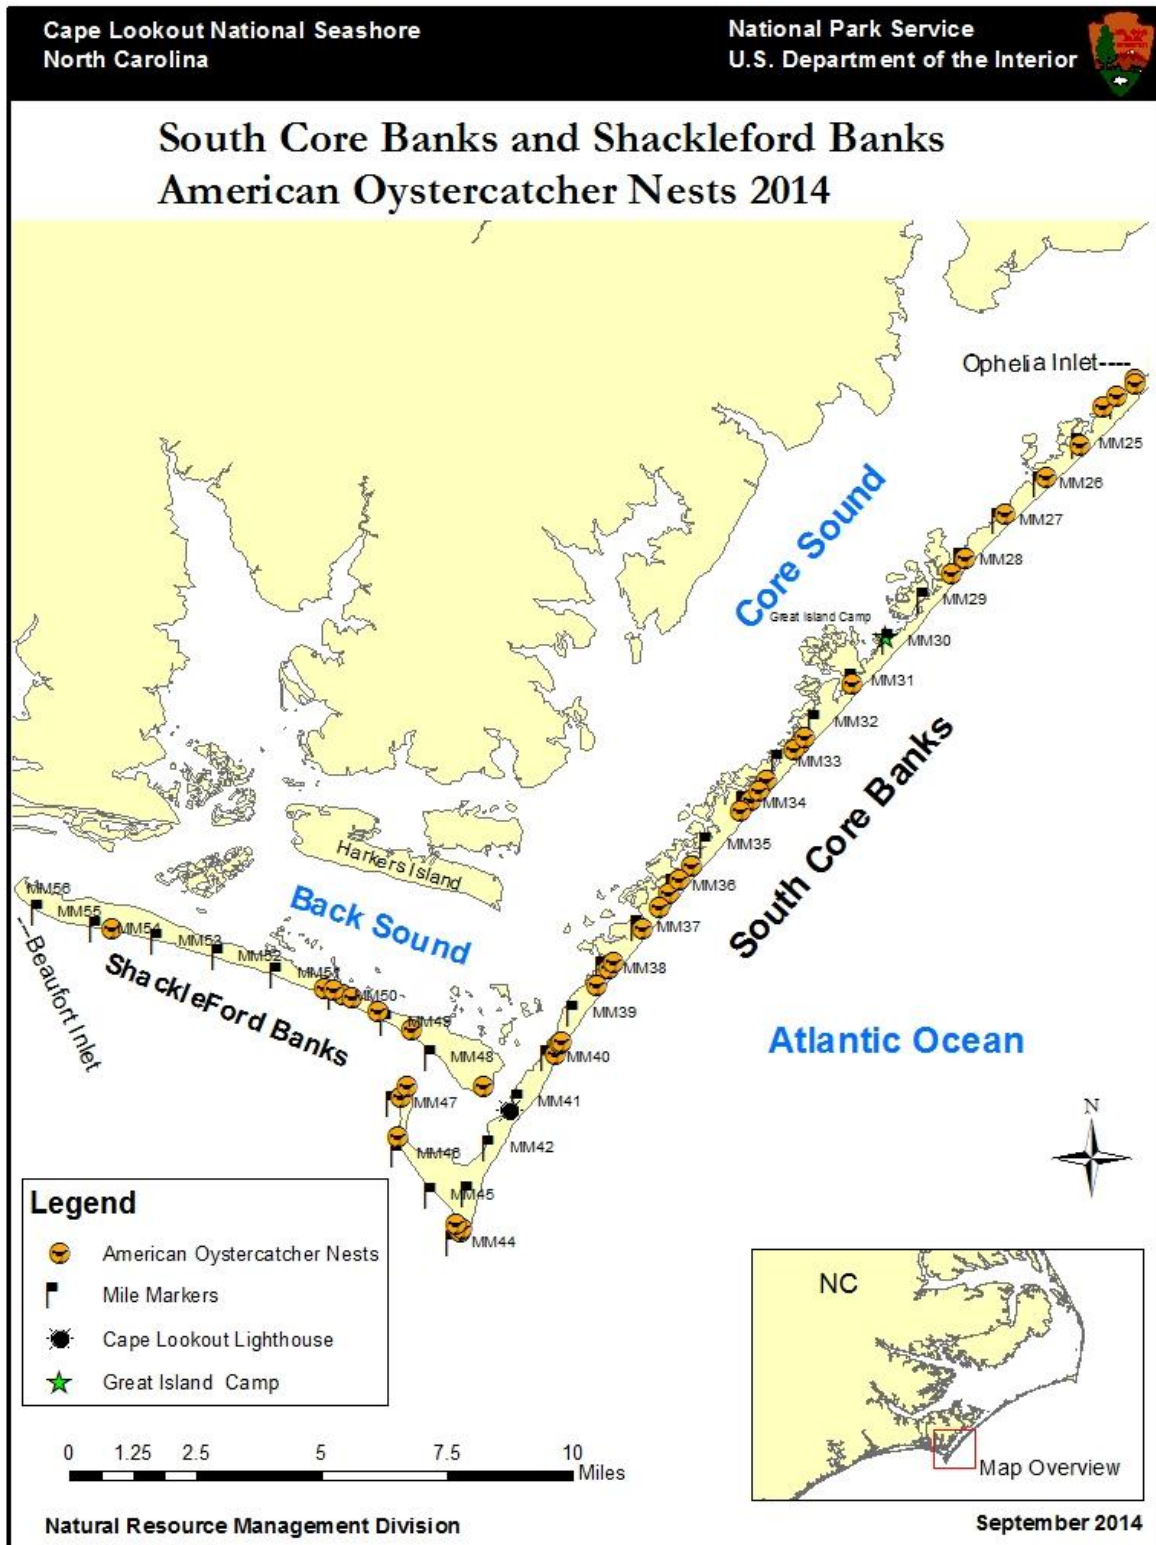 Cape Lookout National Seashore
North Carolina
National Park Service
U.S. Department of the Interior
South Core Banks and Shackleford Banks
American Oystercatcher Nests 2014
Ophelia Inlet----
MM25
MM26
MM27
MM28
Core Sound
MM29
Great Island Camp
MM30
MM31
MM32
MM33
South Core Banks
MM34
MM35
Harkers Island
MM36
MM56
MM55
MM54
MM53
MM52
MM51
MM50
MM49
MM48
Back Sound
MM37
----Beaufort Inlet
ShackleFord Banks
MM38
MM39
Atlantic Ocean
MM40
MM41
MM47
MM42
MM46
MM45
MM44
N
Legend
American Oystercatcher Nests
Mile Markers
Cape Lookout Lighthouse
Great Island Camp
NC
Map Overview
0 1.25 2.5 5 7.5 10
Miles
Natural Resource Management Division
September 2014